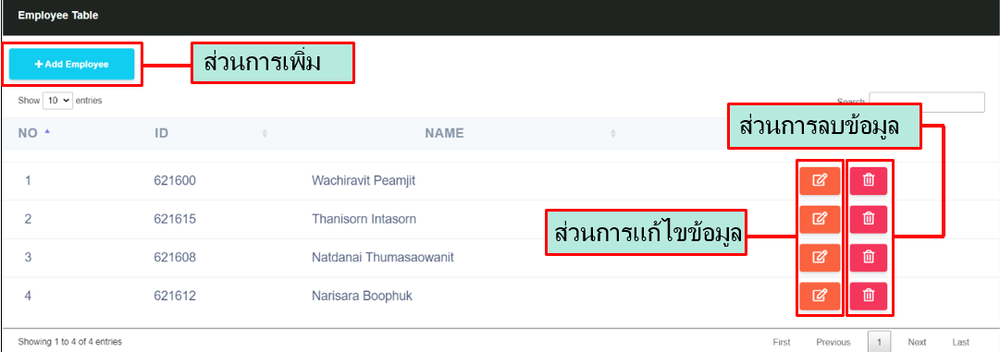 Employee Table
+ Add Employee
ส่วนการเพิ่ม
Show 10 entries
Search:
ส่วนการลบข้อมูล
NO ID NAME
1 621600 Wachiravit Peamjit
2 621615 Thanisorn Intasorn
ส่วนการแก้ไขข้อมูล
3 621608 Natdanai Thumasaowanit
4 621612 Narisara Boophuk
Showing 1 to 4 of 4 entries
First Previous 1 Next Last